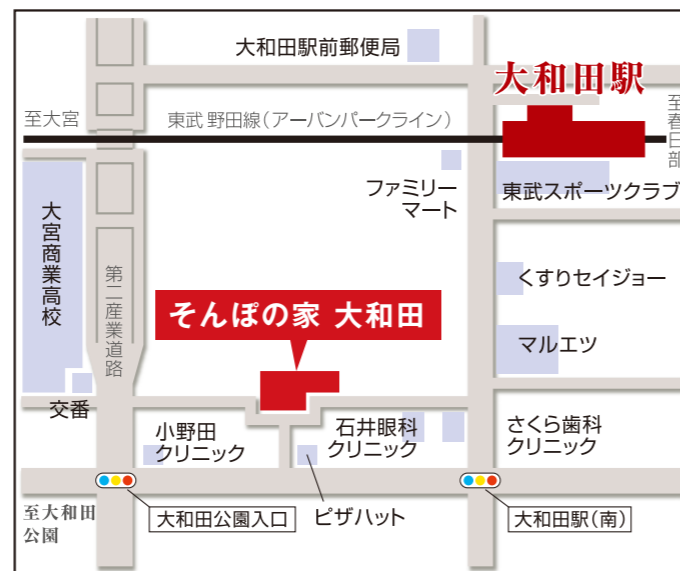 大和田駅前郵便局
大和田駅
至大宮
東武 野田線（アーバンパークライン）
至春日部
ファミリー
マート
東武スポーツクラブ
大宮商業高校
第二産業道路
くすりセイジョー
そんぽの家 大和田
マルエツ
交番
小野田
クリニック
石井眼科
クリニック
さくら歯科
クリニック
至大和田
公園
大和田公園入口
ピザハット
大和田駅（南）